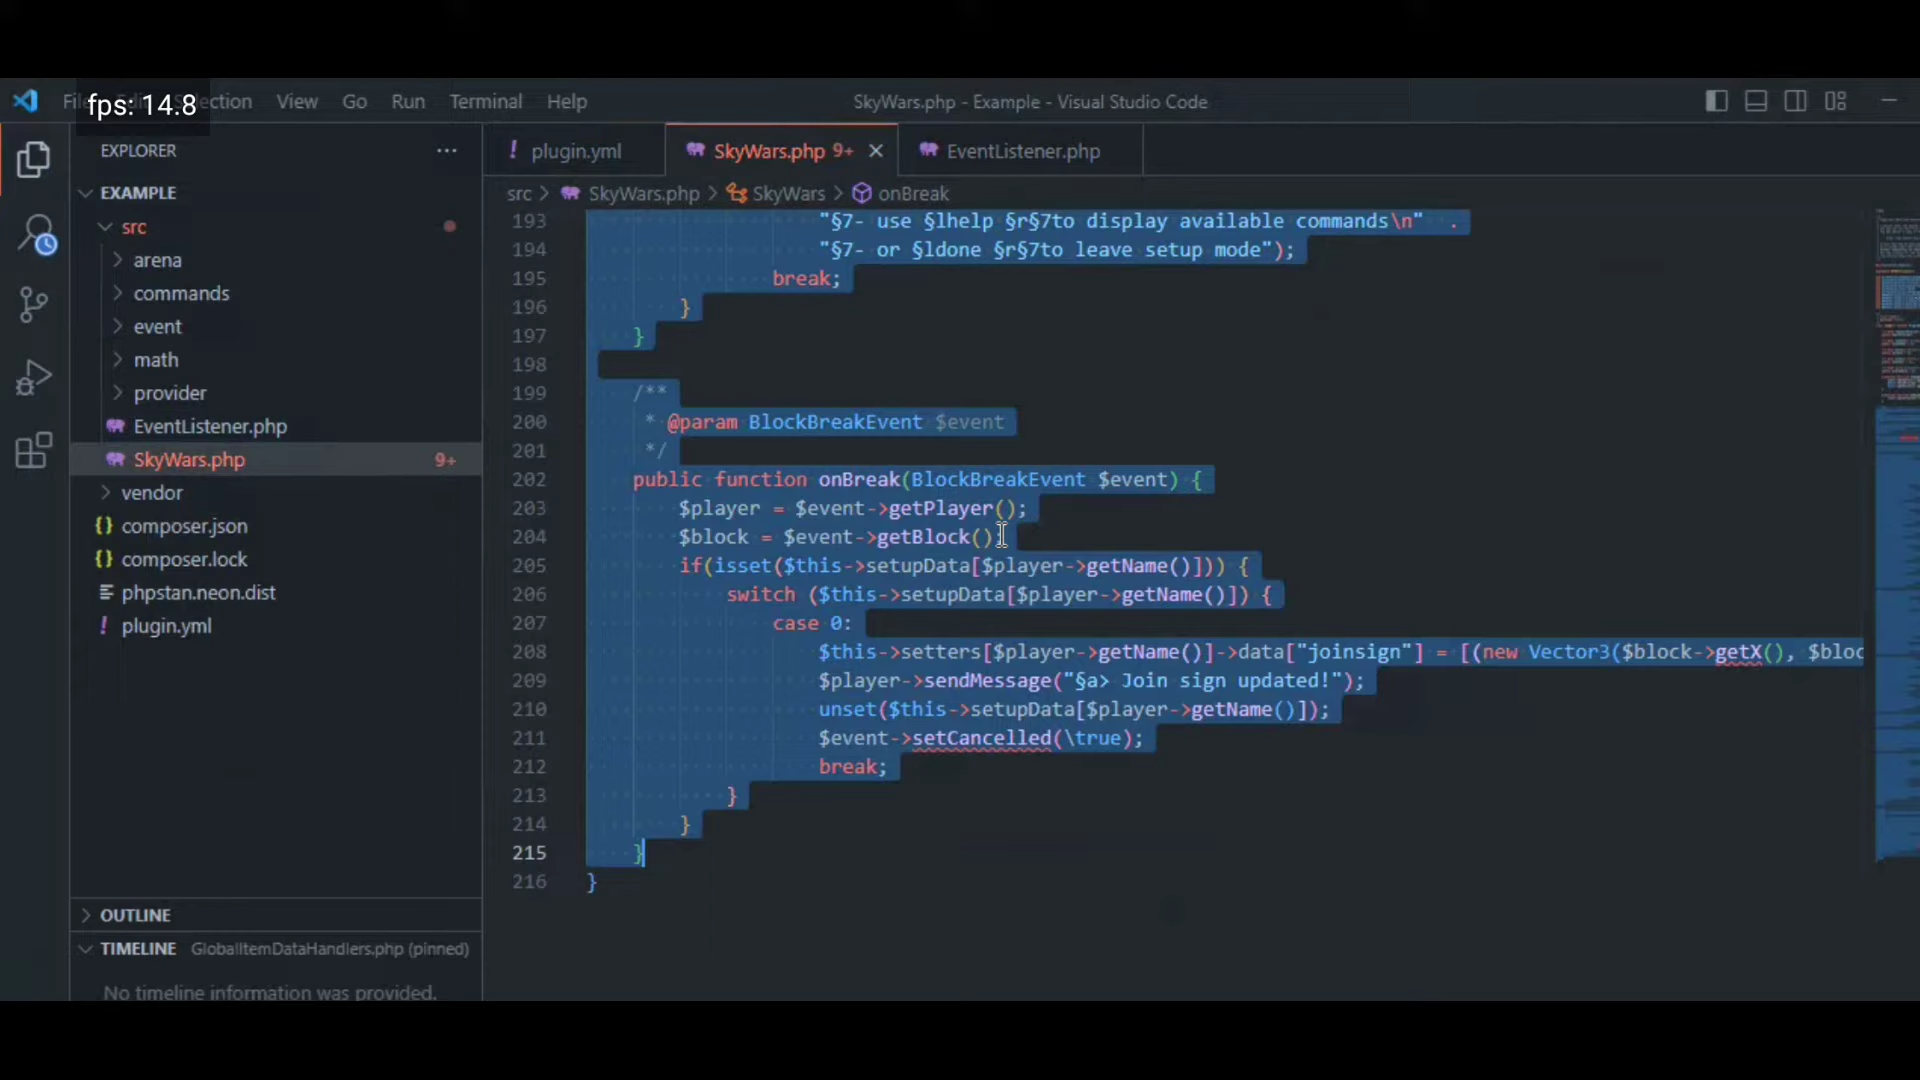 fps: 14.8
View Go Run Terminal Help
SkyWars.php - Example - Visual Studio Code
EXPLORER
EXAMPLE
src
arena
commands
event
math
provider
EventListener.php
SkyWars.php 9+
vendor
composer.json
composer.lock
phpstan.neon.dist
plugin.yml
OUTLINE
TIMELINE GlobalItemDataHandlers.php (pinned)
No timeline information was provided.
! plugin.yml
SkyWars.php 9+
EventListener.php
src > SkyWars.php > SkyWars > onBreak
193 "§7- use §lhelp §r§7to display available commands\n" .
194 "§7- or §ldone §r§7to leave setup mode");
195 break;
196 }
197 }
198
199 /**
200 * @param BlockBreakEvent $event
201 */
202 public function onBreak(BlockBreakEvent $event) {
203 $player = $event->getPlayer();
204 $block = $event->getBlock();
205 if(isset($this->setupData[$player->getName()])) {
206 switch ($this->setupData[$player->getName()]) {
207 case 0:
208 $this->setters[$player->getName()]->data["joinsign"] = [(new Vector3($block->getX(), $bloc
209 $player->sendMessage("§a> Join sign updated!");
210 unset($this->setupData[$player->getName()]);
211 $event->setCancelled(\true);
212 break;
213 }
214 }
215 }
216 }